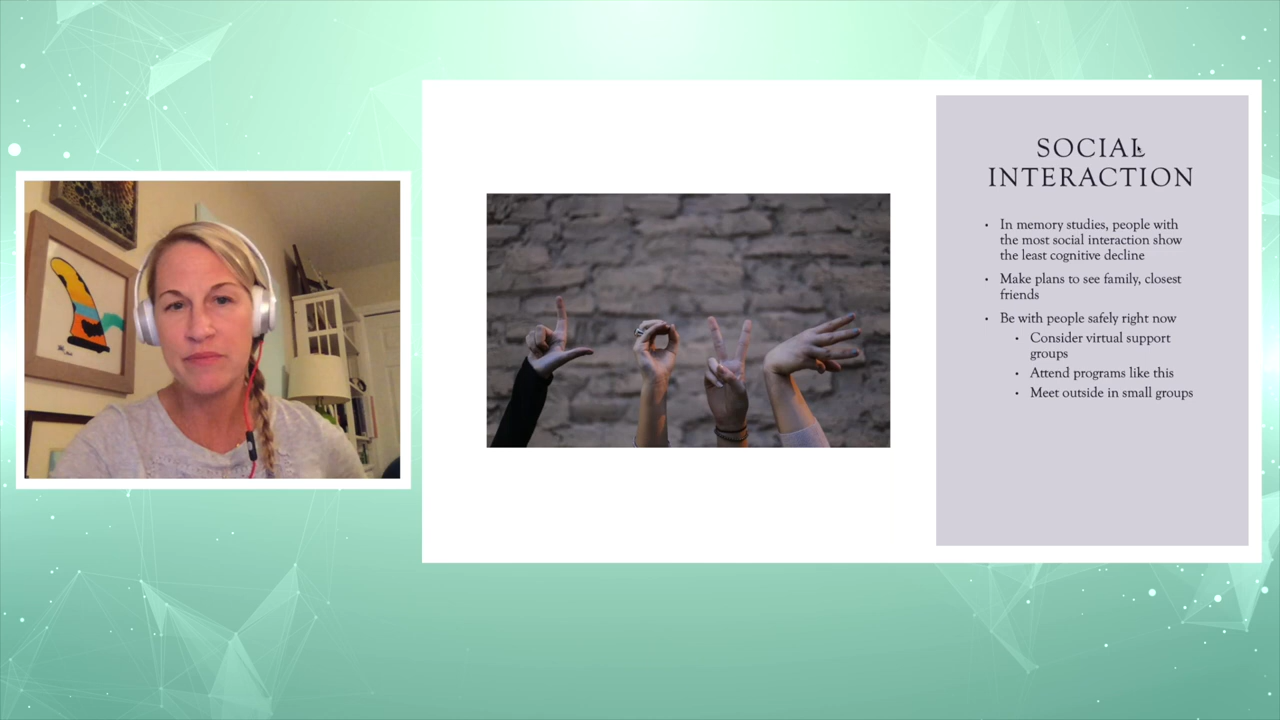 SOCIAL
INTERACTION
• In memory studies, people with
the most social interaction show
the least cognitive decline
• Make plans to see family, closest
friends
• Be with people safely right now
• Consider virtual support
groups
• Attend programs like this
• Meet outside in small groups